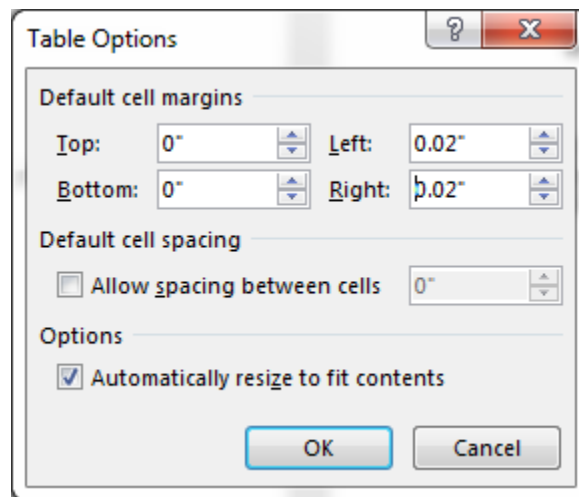 Table Options
Default cell margins
Top: 0" Left: 0.02"
Bottom: 0" Right: 0.02"
Default cell spacing
Allow spacing between cells 0"
Options
Automatically resize to fit contents
OK Cancel